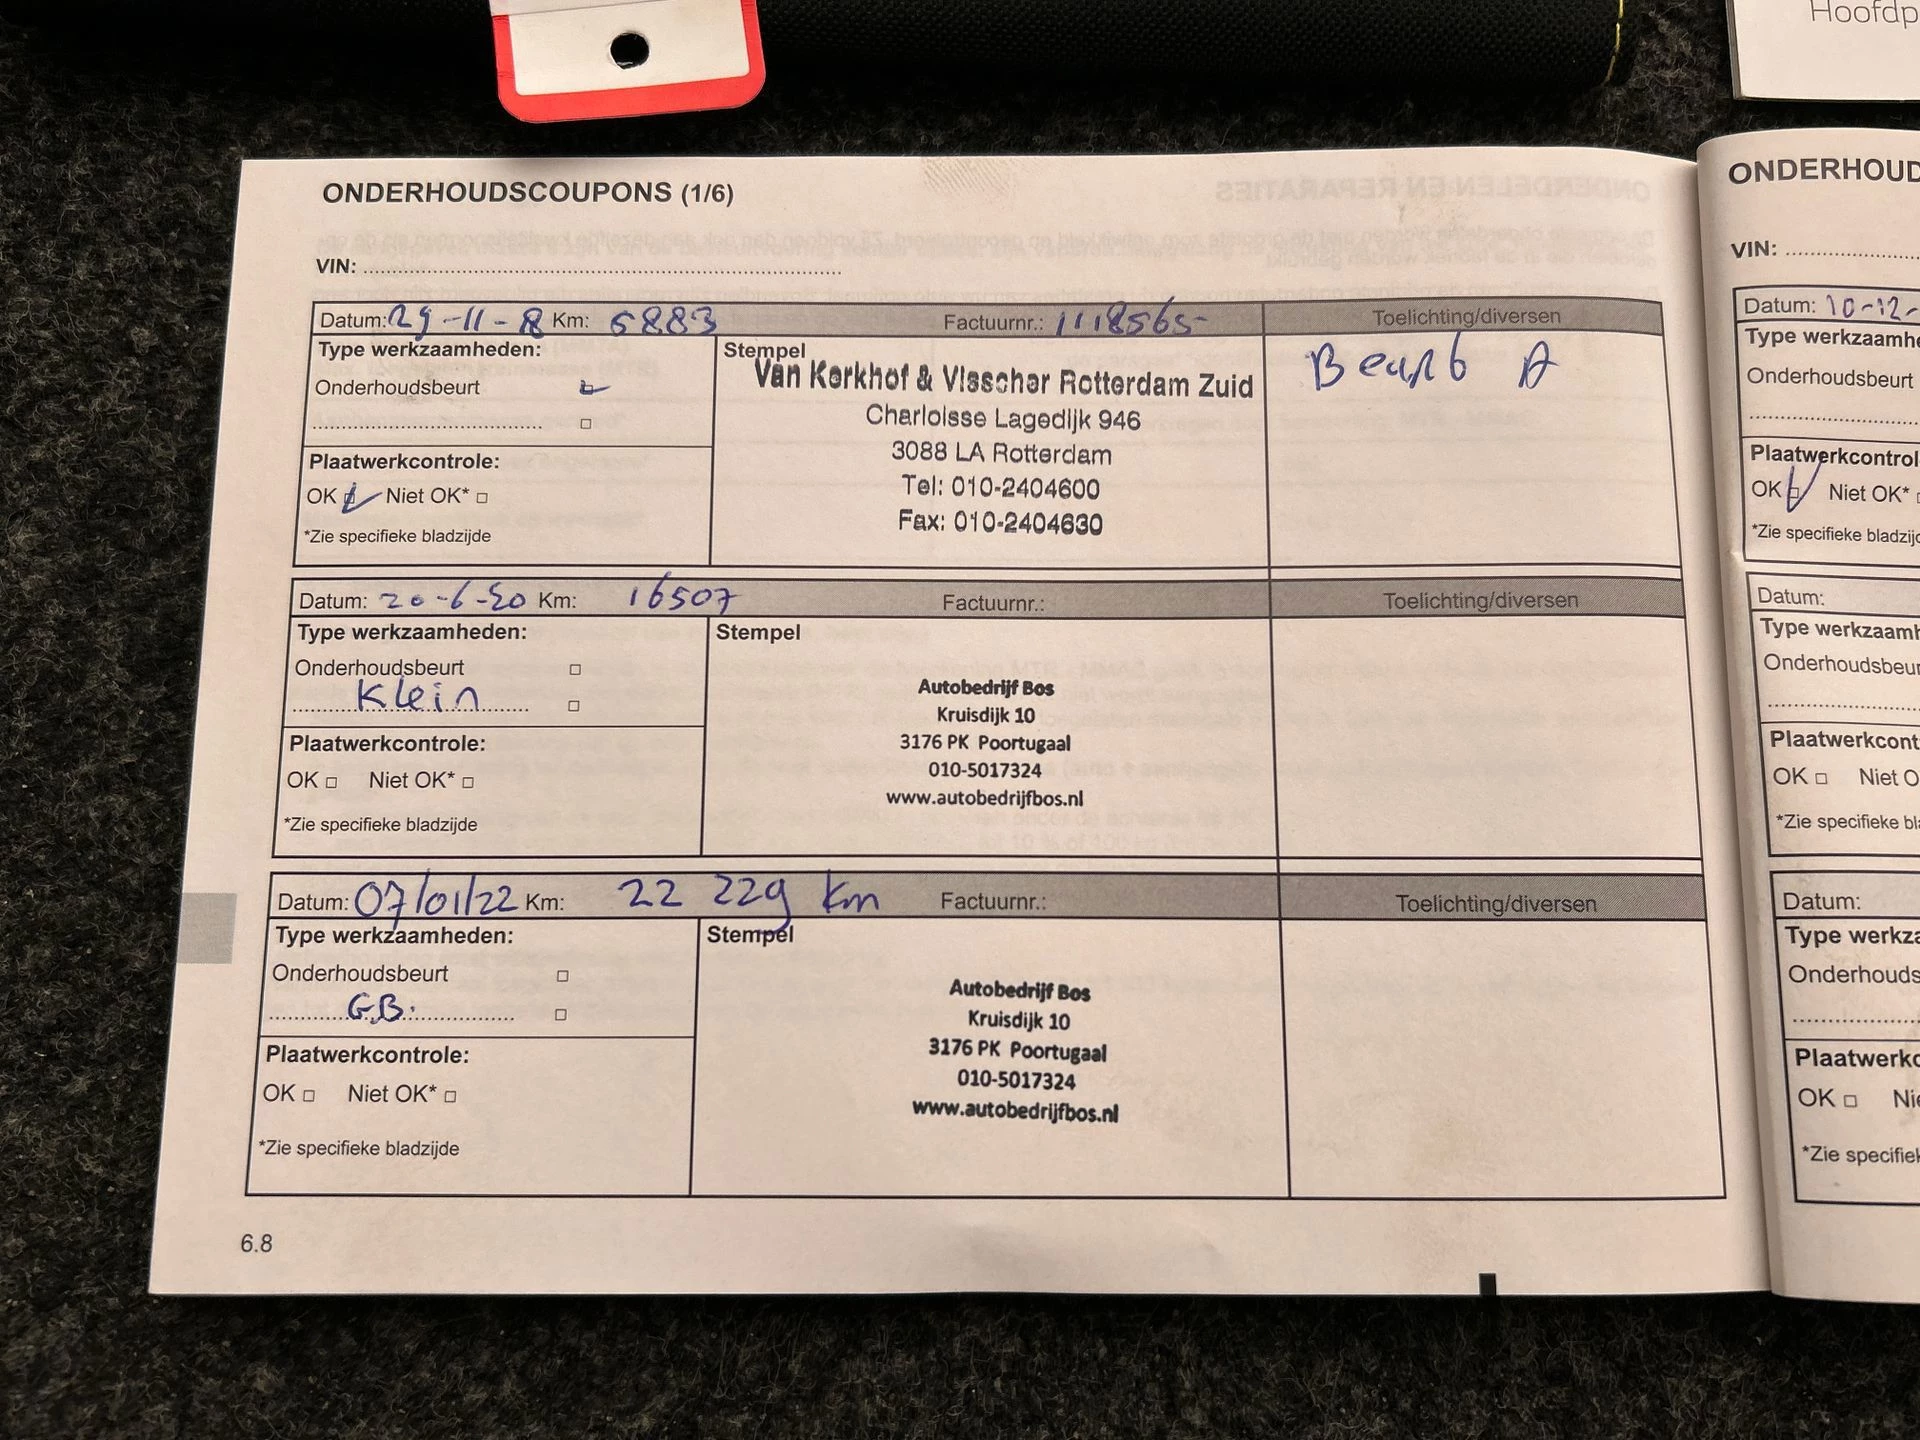 Hoofdp
ONDERHOUDSCOUPONS (1/6)
VIN:
Datum: 29-11-18 Km: 5883 Factuurnr.: 1118565 Toelichting/diversen
Type werkzaamheden:
Stempel
Onderhoudsbeurt
Van Kerkhof & Visscher Rotterdam Zuid
Charloisse Lagedijk 946
3088 LA Rotterdam
Tel: 010-2404600
Fax: 010-2404630
A
Plaatwerkcontrole:
OK Niet OK*
*Zie specifieke bladzijde
Datum: 20-6-20 Km: 16507 Factuurnr.: Toelichting/diversen
Type werkzaamheden:
Stempel
Onderhoudsbeurt
Klein
Autobedrijf Bos
Kruisdijk 10
3176 PK Poortugaal
010-5017324
www.autobedrijfbos.nl
Plaatwerkcontrole:
OK Niet OK*
*Zie specifieke bladzijde
Datum: 07/01/22 Km: 22 229 km Factuurnr.: Toelichting/diversen
Type werkzaamheden:
Stempel
Onderhoudsbeurt
G.B.
Autobedrijf Bos
Kruisdijk 10
3176 PK Poortugaal
010-5017324
www.autobedrijfbos.nl
Plaatwerkcontrole:
OK Niet OK*
*Zie specifieke bladzijde
6.8
ONDERHOUD
VIN:
Datum: 10-12-
Type werkzaamhe
Onderhoudsbeurt
Plaatwerkcontrol
OK Niet OK*
*Zie specifieke bladzijd
Datum:
Type werkzaamh
Onderhoudsbeur
Plaatwerkcont
OK Niet O
*Zie specifieke bla
Datum:
Type werkza
Onderhouds
Plaatwerkc
OK Nie
*Zie specifiek